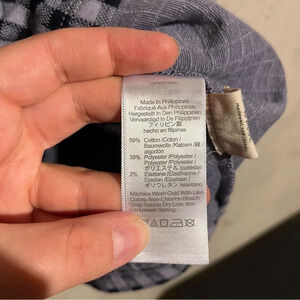 Made In Philippines
Fabriqué Aux Philippines
Hergestellt In Den Philippinen
Vervaardigd In De Filippijnen
フィリピン製
hecho en filipinas
59% Cotton/Coton/
Baumwolle/Katoen/綿/
algodón
39% Polyester/Polyester/
Polyester/Polyester/
ポリエステル/poliéster
2% Elastane/Elasthanne/
Elastan/Elastaan/
ポリウレタン/elastano
Machine Wash Cold With Like
Colors. Non-Chlorine Bleach
Only. Tumble Dry Low. Iron
On Lowest Setting.